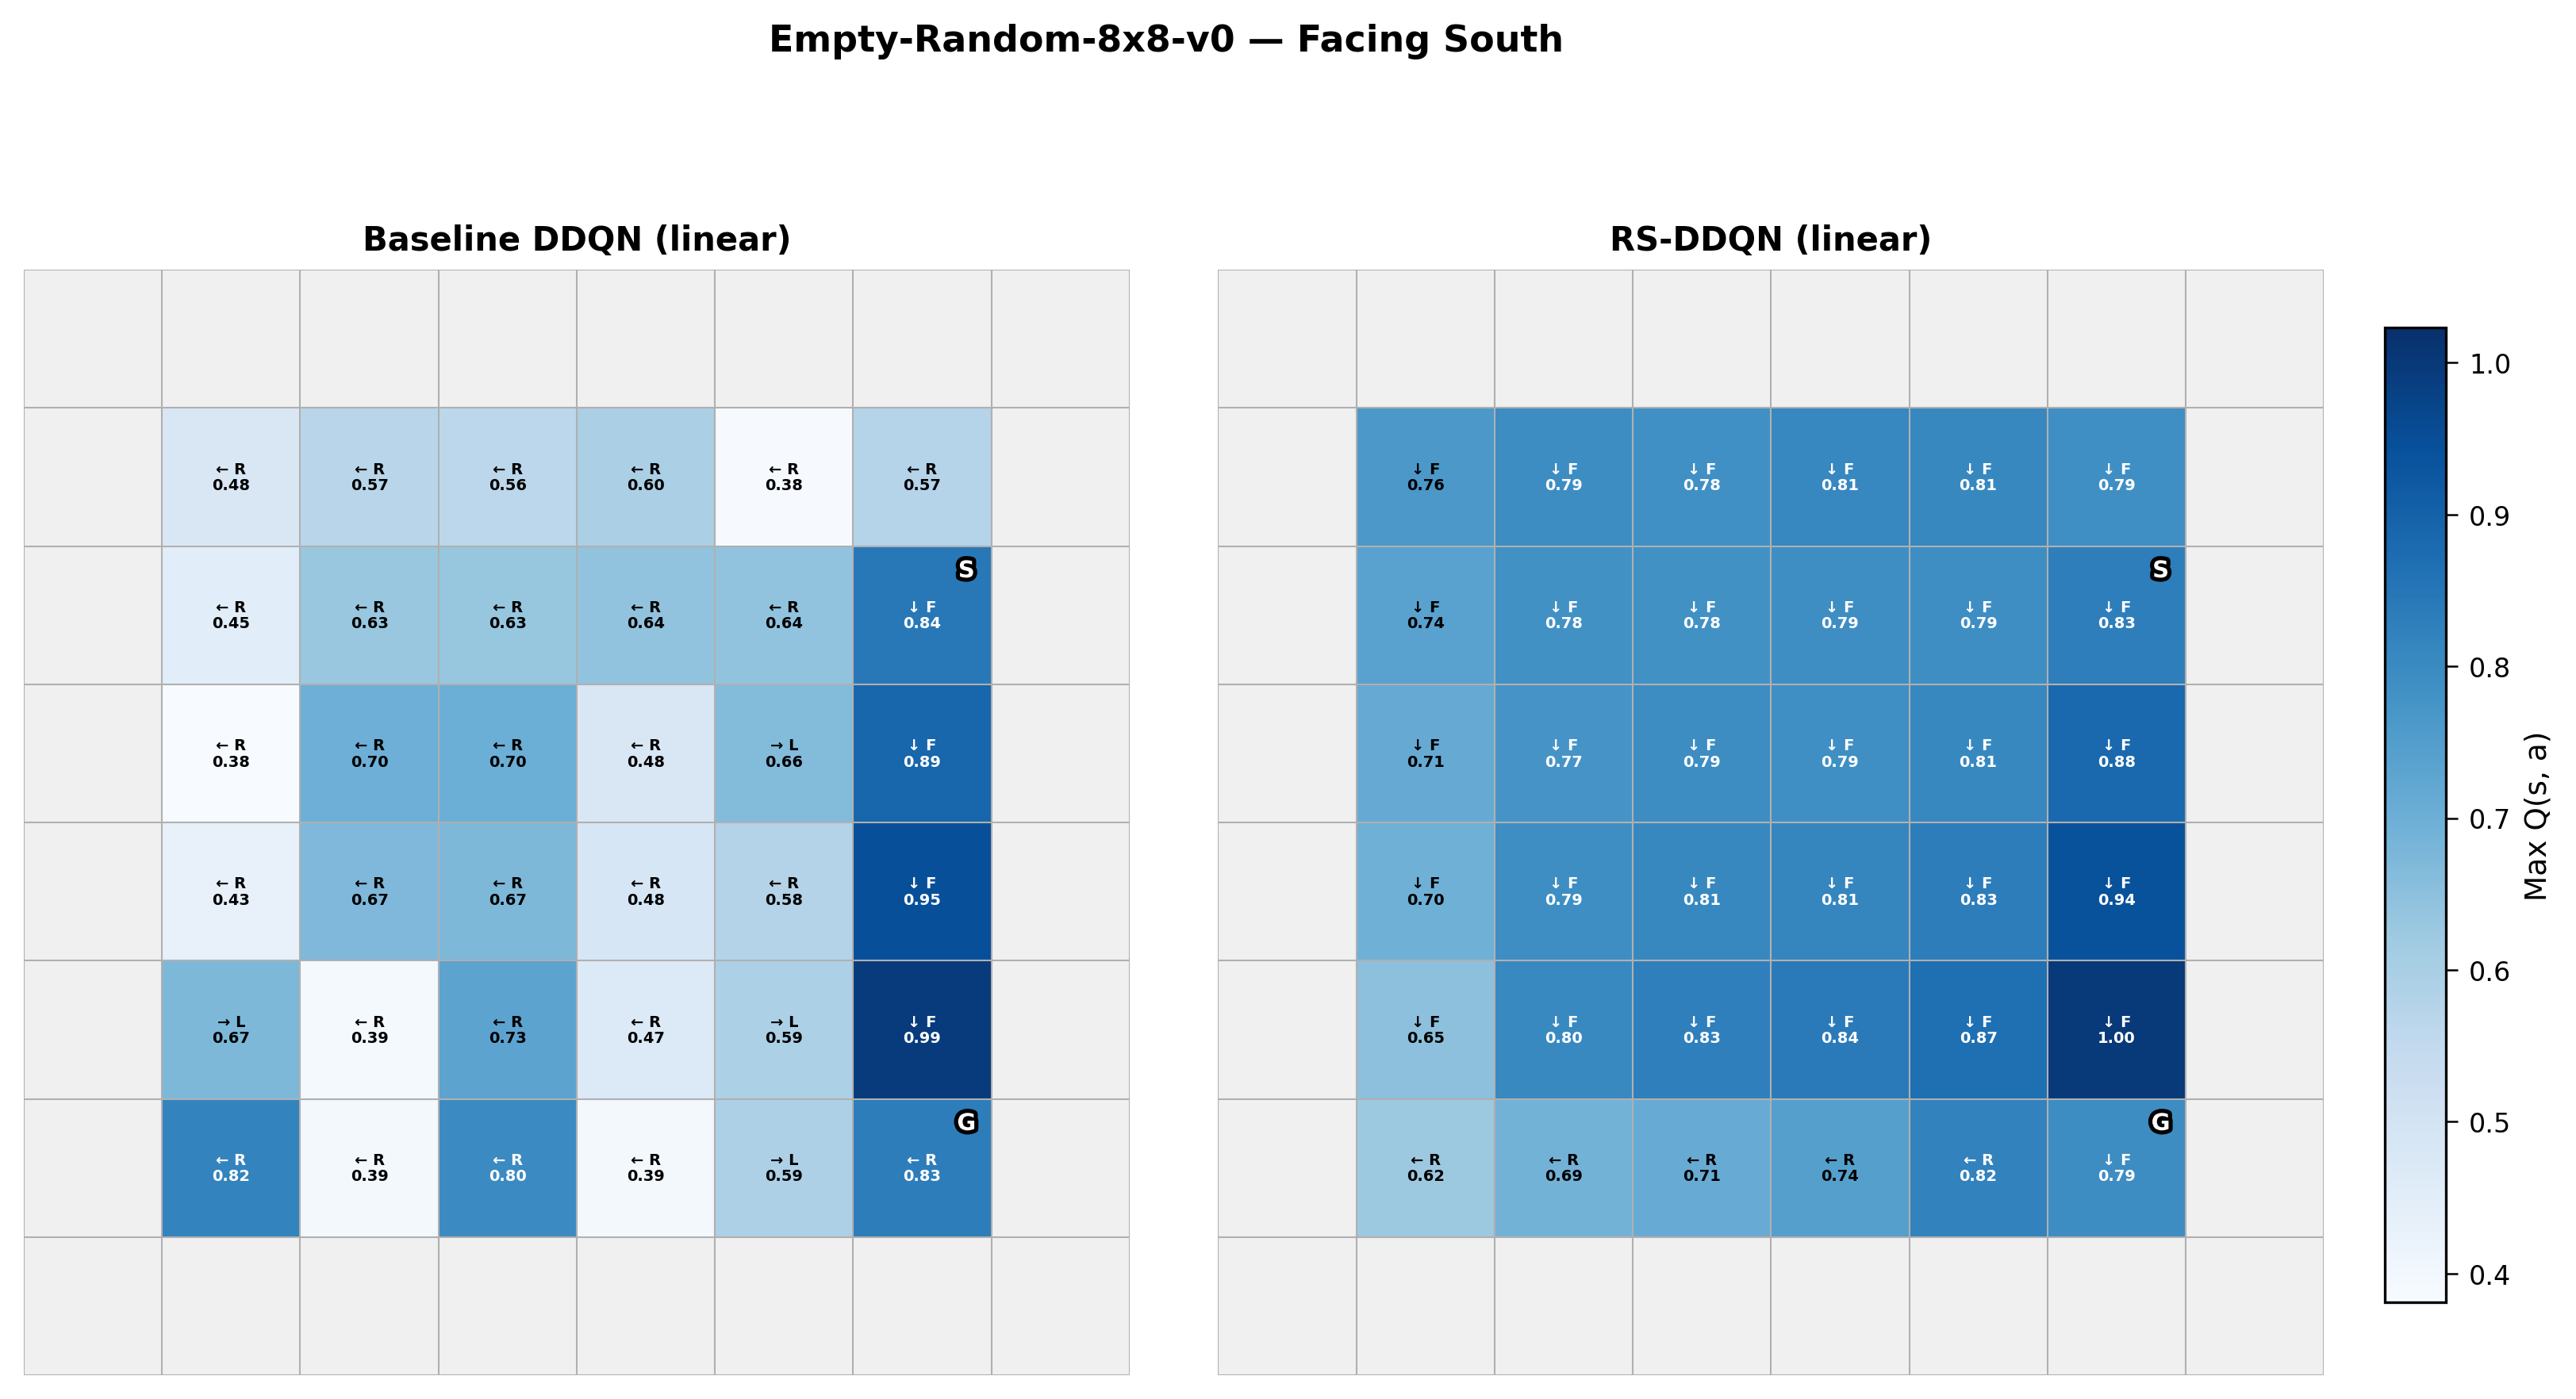 Empty-Random-8x8-v0 — Facing South
Baseline DDQN (linear)
← R ← R ← R ← R ← R ← R
0.48 0.57 0.56 0.60 0.38 0.57
S
← R ← R ← R ← R ← R ↓ F
0.45 0.63 0.63 0.64 0.64 0.84
← R ← R ← R ← R → L ↓ F
0.38 0.70 0.70 0.48 0.66 0.89
← R ← R ← R ← R ← R ↓ F
0.43 0.67 0.67 0.48 0.58 0.95
→ L ← R ← R ← R → L ↓ F
0.67 0.39 0.73 0.47 0.59 0.99
G
← R ← R ← R ← R → L ← R
0.82 0.39 0.80 0.39 0.59 0.83
RS-DDQN (linear)
↓ F ↓ F ↓ F ↓ F ↓ F ↓ F
0.76 0.79 0.78 0.81 0.81 0.79
S
↓ F ↓ F ↓ F ↓ F ↓ F ↓ F
0.74 0.78 0.78 0.79 0.79 0.83
↓ F ↓ F ↓ F ↓ F ↓ F ↓ F
0.71 0.77 0.79 0.79 0.81 0.88
↓ F ↓ F ↓ F ↓ F ↓ F ↓ F
0.70 0.79 0.81 0.81 0.83 0.94
↓ F ↓ F ↓ F ↓ F ↓ F ↓ F
0.65 0.80 0.83 0.84 0.87 1.00
G
← R ← R ← R ← R ← R ↓ F
0.62 0.69 0.71 0.74 0.82 0.79
1.0
0.9
0.8
0.7
0.6
0.5
0.4
Max Q(s, a)